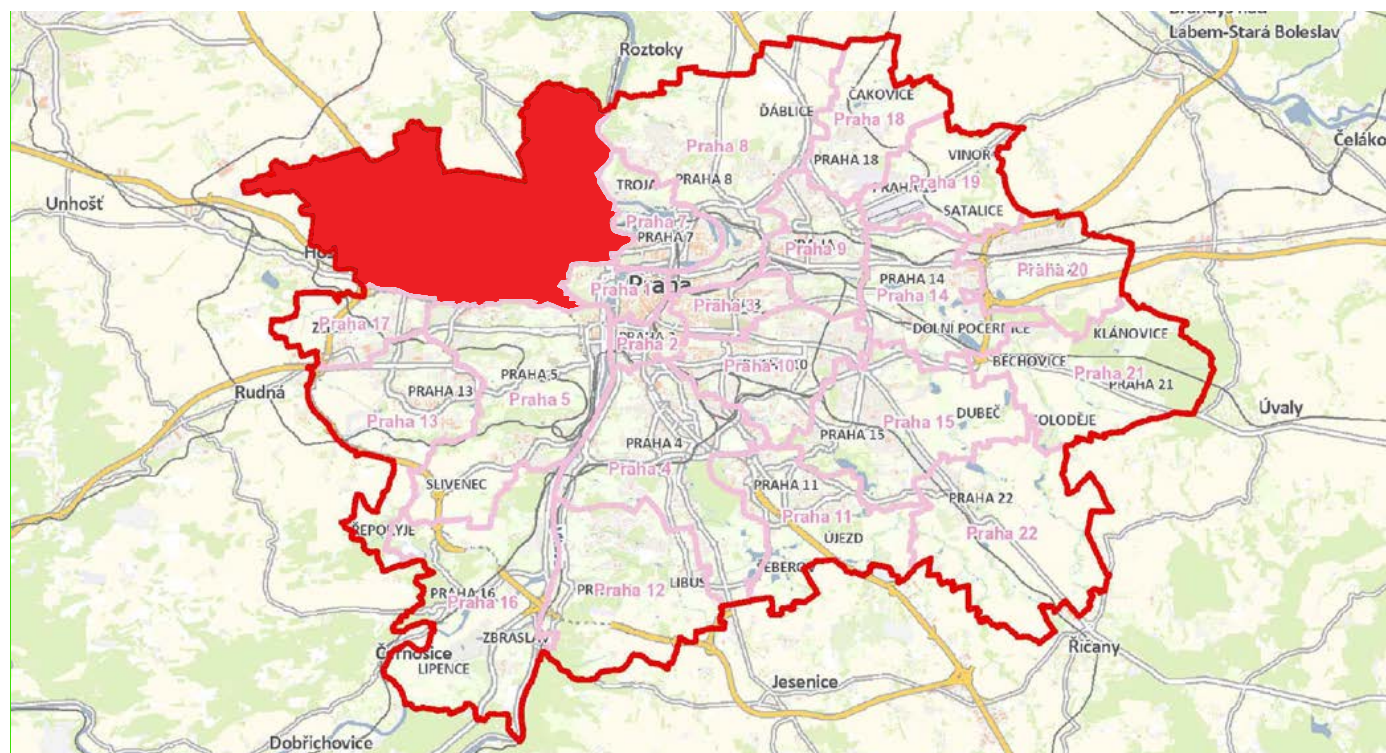 Labem-Stará Boleslav
Roztoky
ČAKOVICE
ĎÁBLICE
Praha 18
Praha 8
Čeláko
VINOŘ
PRAHA 18
PRAHA 8
TROJA
Praha 19
Unhošť
SATALICE
Praha 7
PRAHA 7
Praha 9
Praha 20
PRAHA 14
Praha 1
Praha
Praha 14
Praha 3
Praha 17
DOLNÍ POČERNICE
KLÁNOVICE
Praha 2
BĚCHOVICE
Praha 10
PRAHA 5
Praha 21
PRAHA 21
Rudná
PRAHA 13
Praha 5
Úvaly
DUBEČ
Praha 13
Praha 15
KOLODĚJE
PRAHA 15
PRAHA 4
Praha 4
SLIVENEC
PRAHA 11
PRAHA 22
Praha 11
ŘEPORYJE
Praha 22
ÚJEZD
ŠEBEROV
LIBUŠ
Praha 12
PRAHA 16
Praha 16
ZBRASLAV
Říčany
Černošice
LIPENCE
Jesenice
Dobřichovice